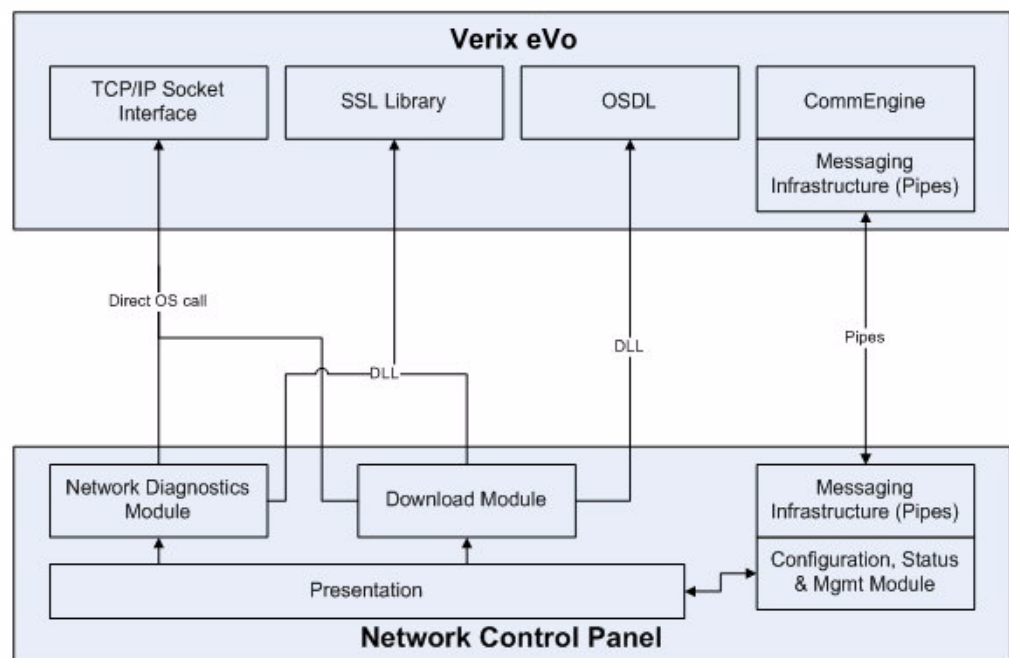 Verix eVo
TCP/IP Socket
Interface
SSL Library
OSDL
CommEngine
Messaging
Infrastructure (Pipes)
Direct OS call
DLL
DLL
Pipes
Network Diagnostics
Module
Download Module
Messaging
Infrastructure (Pipes)
Configuration, Status
& Mgmt Module
Presentation
Network Control Panel